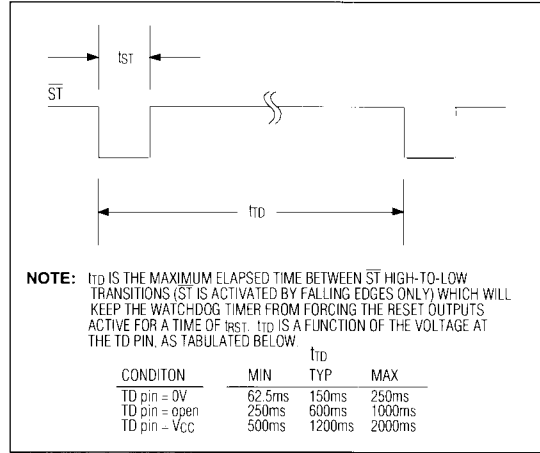 tST
ST
tTD
NOTE: tTD IS THE MAXIMUM ELAPSED TIME BETWEEN ST HIGH-TO-LOW
TRANSITIONS (ST IS ACTIVATED BY FALLING EDGES ONLY) WHICH WILL
KEEP THE WATCHDOG TIMER FROM FORCING THE RESET OUTPUTS
ACTIVE FOR A TIME OF tRST. tTD IS A FUNCTION OF THE VOLTAGE AT
THE TD PIN, AS TABULATED BELOW.
tTD
CONDITON MIN TYP MAX
TD pin = 0V 62.5ms 150ms 250ms
TD pin = open 250ms 600ms 1000ms
TD pin = VCC 500ms 1200ms 2000ms